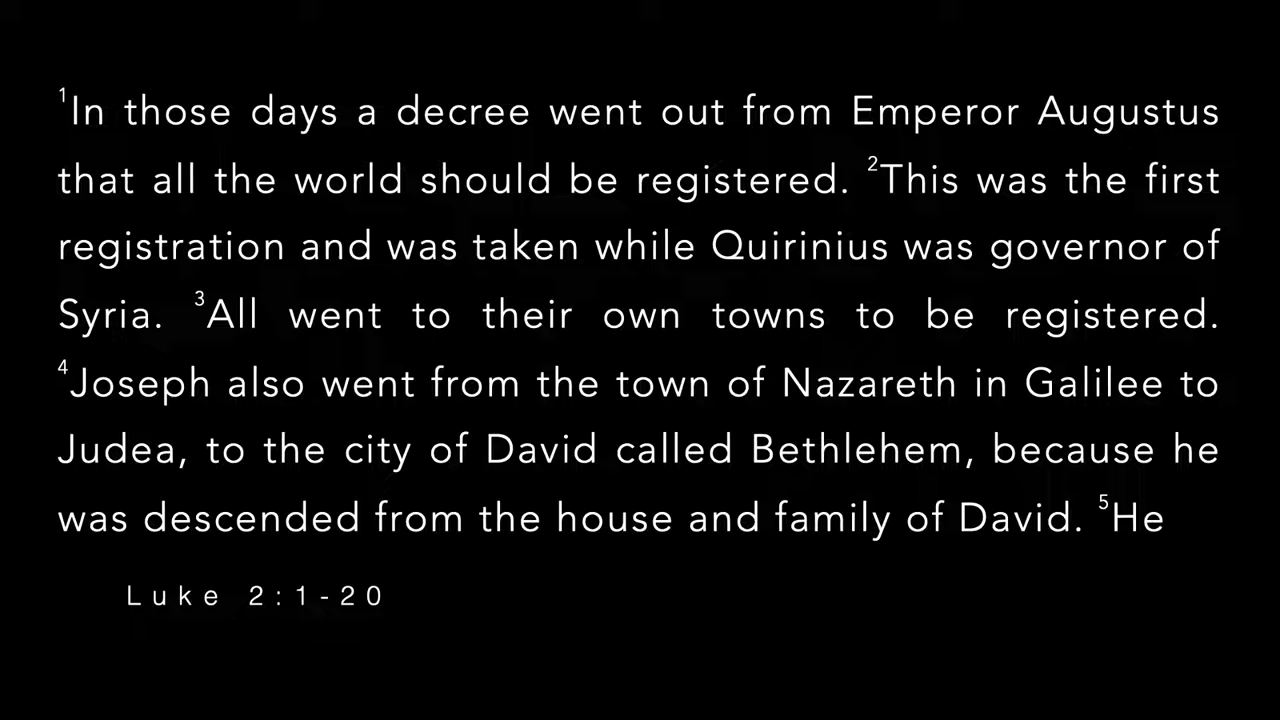 ¹In those days a decree went out from Emperor Augustus
that all the world should be registered. ²This was the first
registration and was taken while Quirinius was governor of
Syria. ³All went to their own towns to be registered.
⁴Joseph also went from the town of Nazareth in Galilee to
Judea, to the city of David called Bethlehem, because he
was descended from the house and family of David. ⁵He
Luke 2:1-20